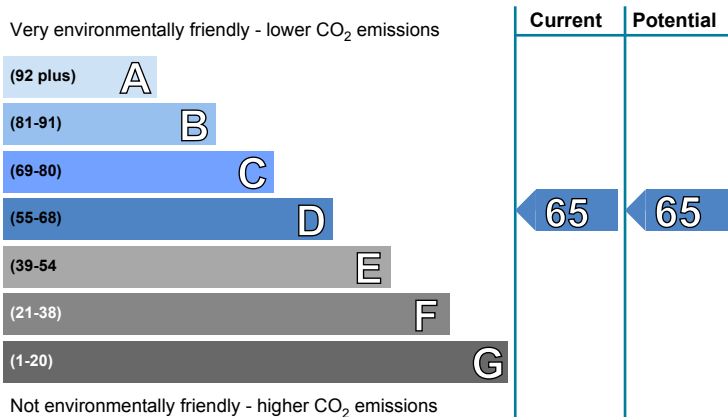 Current Potential
Very environmentally friendly - lower CO2 emissions
(92 plus) A
(81-91) B
(69-80) C
(55-68) D 65 65
(39-54 E
(21-38) F
(1-20) G
Not environmentally friendly - higher CO2 emissions